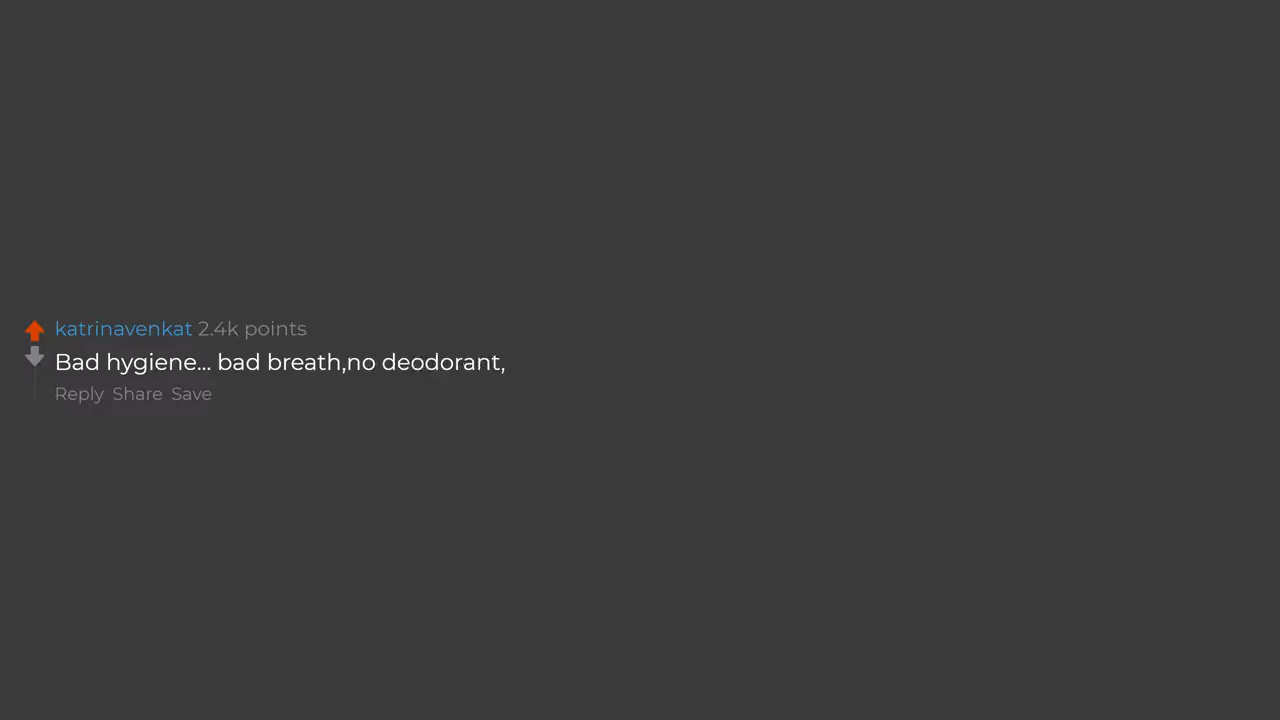 katrinavenkat 2.4k points
Bad hygiene... bad breath,no deodorant,
Reply Share Save